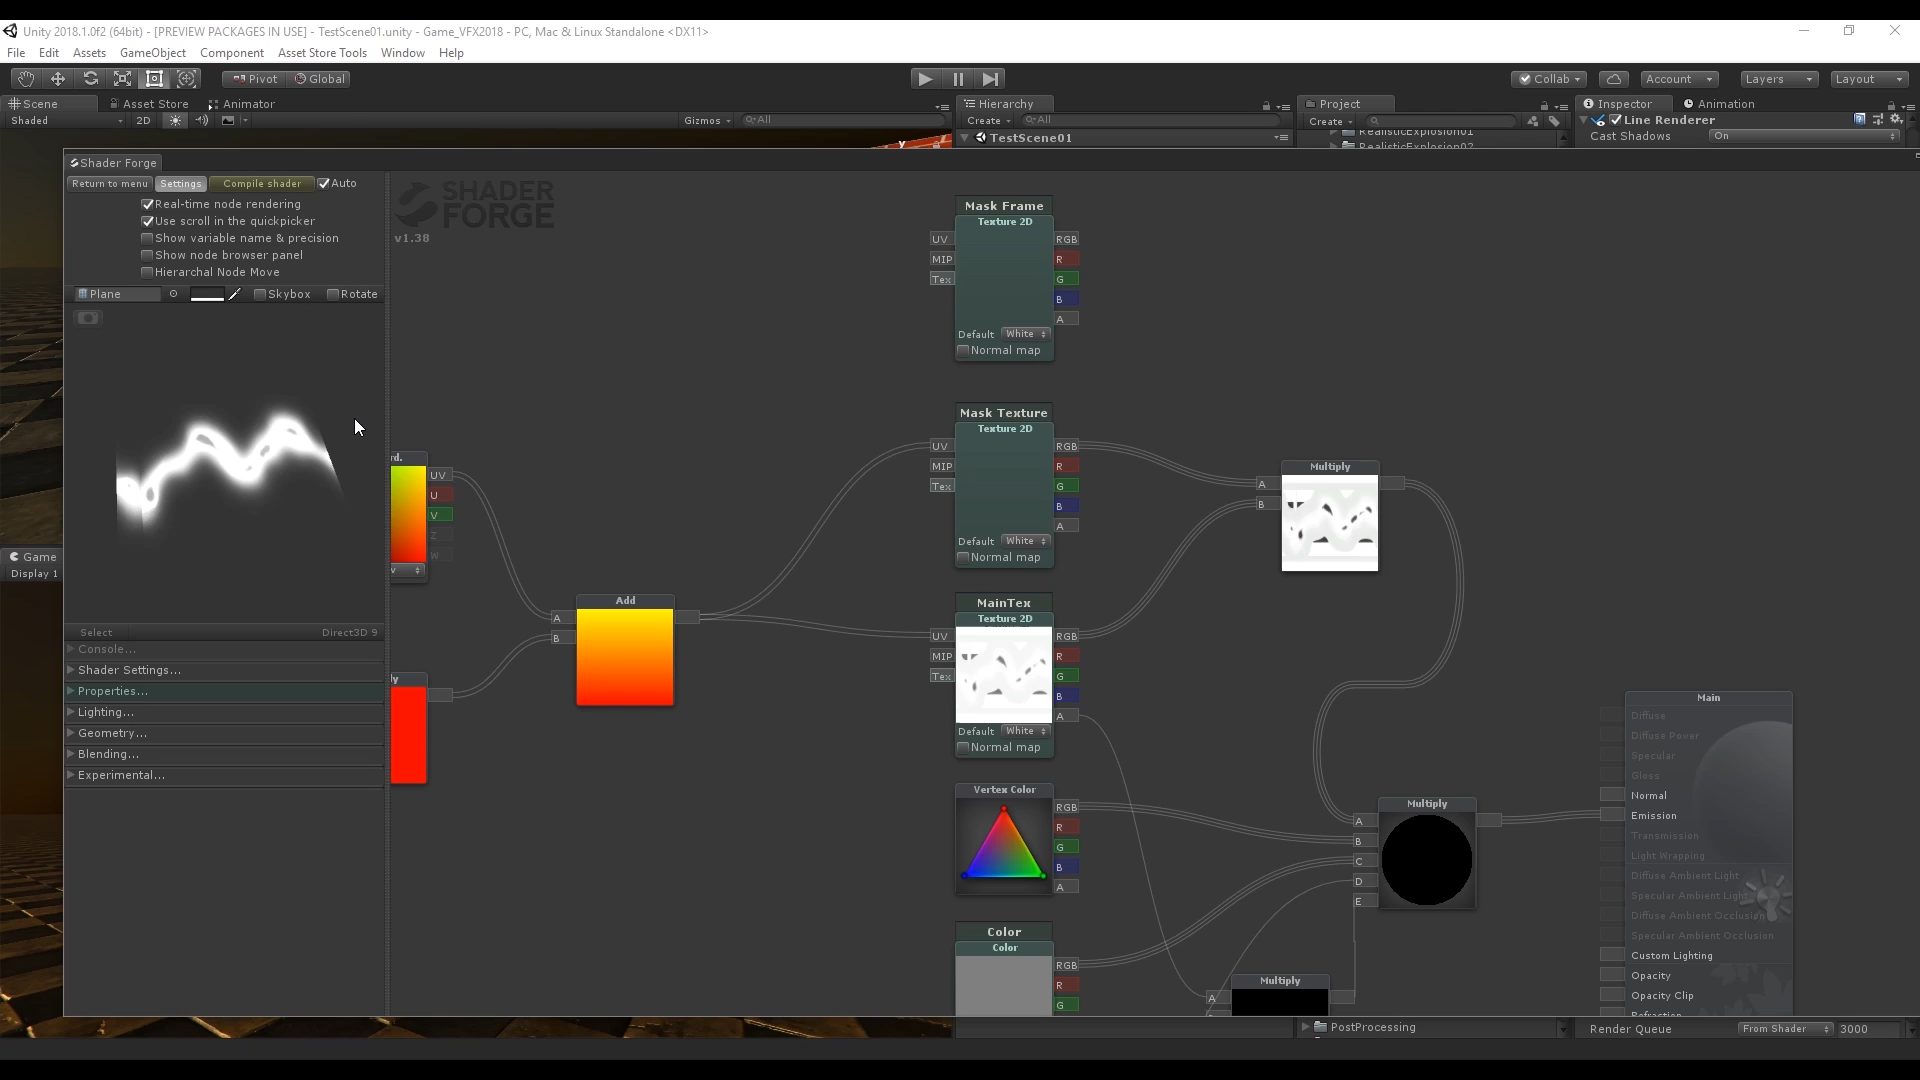 Unity 2018.1.0f2 (64bit) - [PREVIEW PACKAGES IN USE] - TestScene01.unity - Game_VFX2018 - PC, Mac & Linux Standalone <DX11>
File Edit Assets GameObject Component Asset Store Tools Window Help
Pivot Global Collab Account Layers Layout
Scene Asset Store Animator Hierarchy Project Inspector Animation
Shaded 2D Gizmos All Create All Create Line Renderer
TestScene01 Cast Shadows On
RealisticExplosion01
RealisticExplosion02
y
Shader Forge
Return to menu Settings Compile shader Auto
Real-time node rendering
Use scroll in the quickpicker
Show variable name & precision
Show node browser panel
Hierarchal Node Move
Plane Skybox Rotate
SHADER
FORGE
v1.38
Game
Display 1
Select Direct3D 9
Console...
Shader Settings...
Properties...
Lighting...
Geometry...
Blending...
Experimental...
rd.
UV
U
V
Z
W
v
ly
Add
A
B
Mask Frame
Texture 2D
UV RGB
MIP R
Tex G
B
A
Default White
Normal map
Mask Texture
Texture 2D
UV RGB
MIP R
Tex G
B
A
Default White
Normal map
MainTex
Texture 2D
UV RGB
MIP R
Tex G
B
A
Default White
Normal map
Vertex Color
RGB
R
G
B
A
Color
Color
RGB
R
G
Multiply
A
B
Multiply
A
B
C
D
E
Multiply
A
Main
Diffuse
Diffuse Power
Specular
Gloss
Normal
Emission
Transmission
Light Wrapping
Diffuse Ambient Light
Specular Ambient Light
Diffuse Ambient Occlusion
Specular Ambient Occlusion
Custom Lighting
Opacity
Opacity Clip
Refraction
PostProcessing
Render Queue From Shader 3000